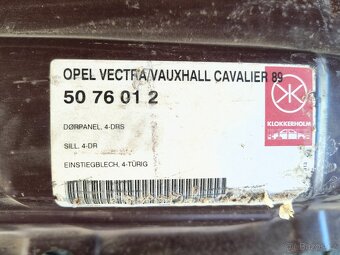 OPEL VECTRA/VAUXHALL CAVALIER 89
50 76 01 2
DØRPANEL, 4-DRS
SILL, 4-DR
EINSTIEGBLECH, 4-TÜRIG
KLOKKERHOLM